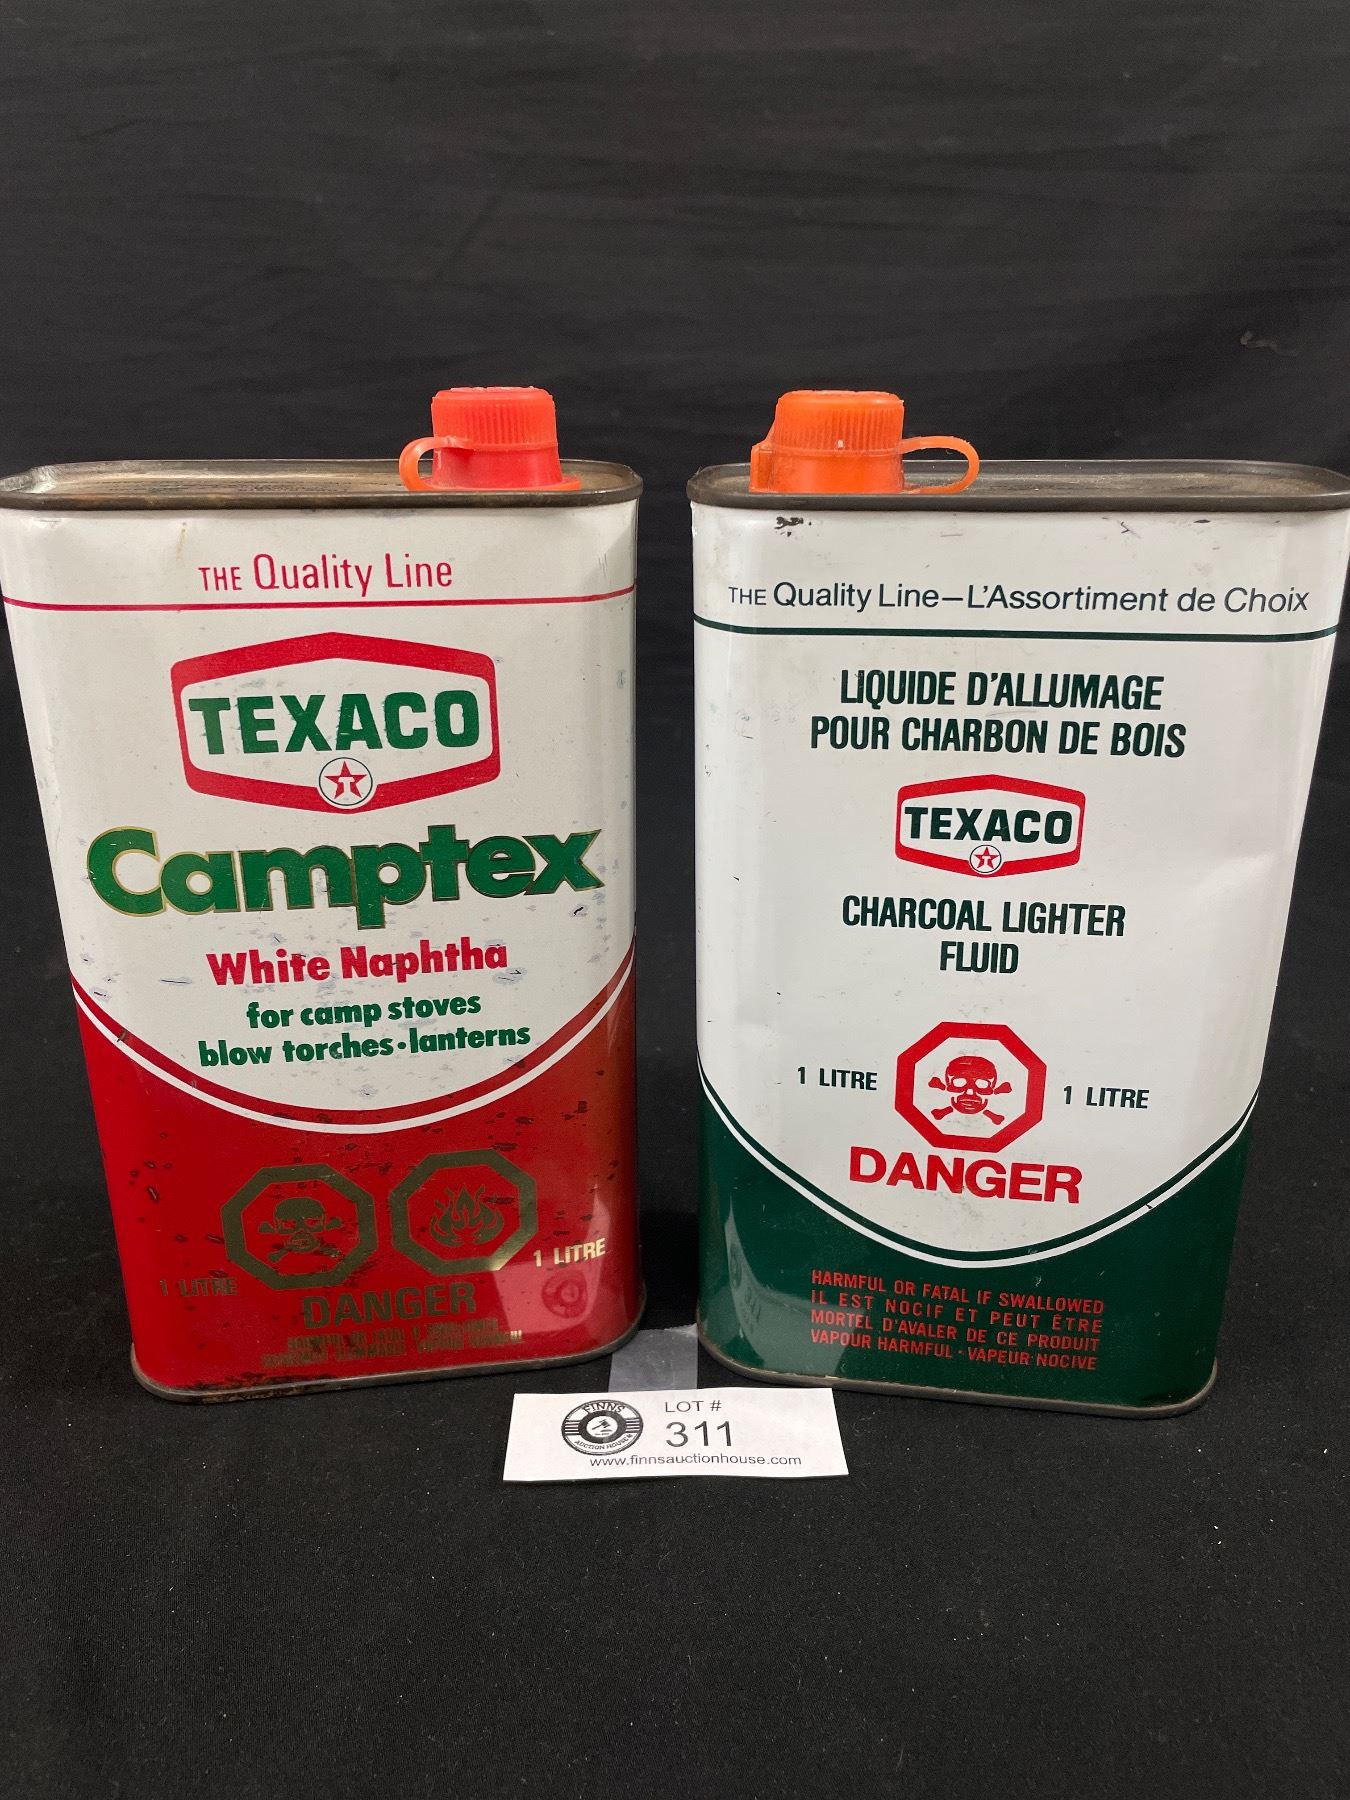 THE Quality Line
TEXACO
T
Camptex
White Naphtha
for camp stoves
blow torches·lanterns
1 LITRE
1 LITRE
DANGER
THE Quality Line—L'Assortiment de Choix
LIQUIDE D'ALLUMAGE
POUR CHARBON DE BOIS
TEXACO
T
CHARCOAL LIGHTER
FLUID
1 LITRE
1 LITRE
DANGER
HARMFUL OR FATAL IF SWALLOWED
IL EST NOCIF ET PEUT ÊTRE
MORTEL D'AVALER DE CE PRODUIT
VAPOUR HARMFUL · VAPEUR NOCIVE
FINNS
AUCTION HOUSE
LOT #
311
www.finnsauctionhouse.com